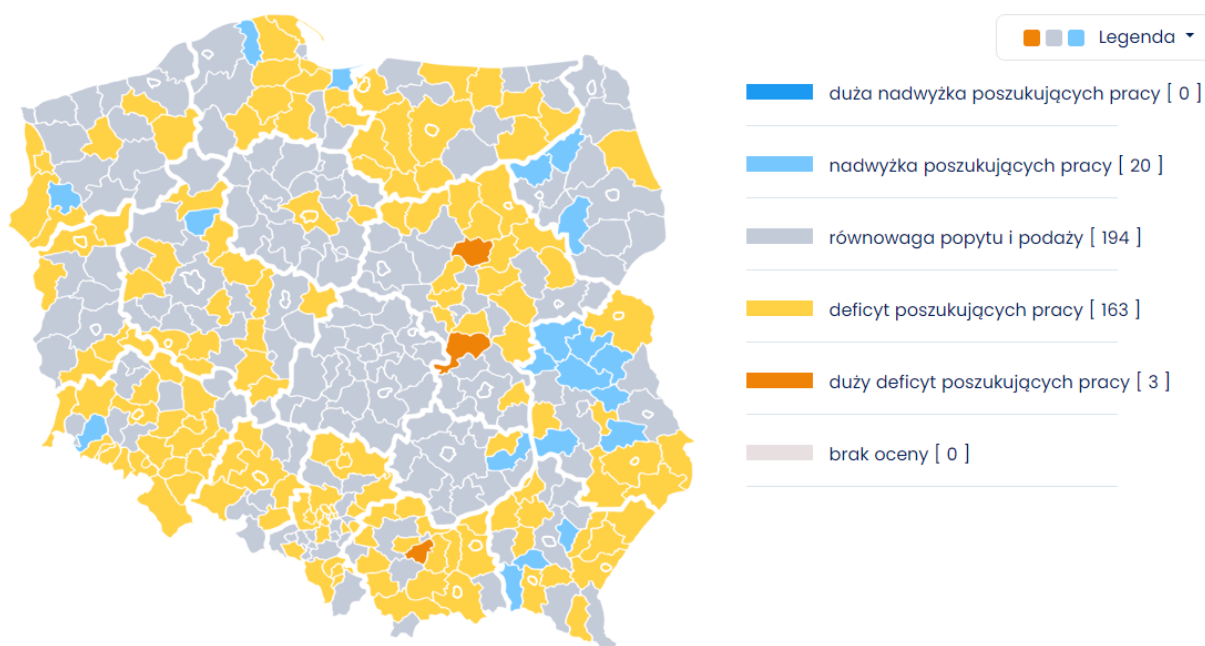 Legenda
duża nadwyżka poszukujących pracy [ 0 ]
nadwyżka poszukujących pracy [ 20 ]
równowaga popytu i podaży [ 194 ]
deficyt poszukujących pracy [ 163 ]
duży deficyt poszukujących pracy [ 3 ]
brak oceny [ 0 ]